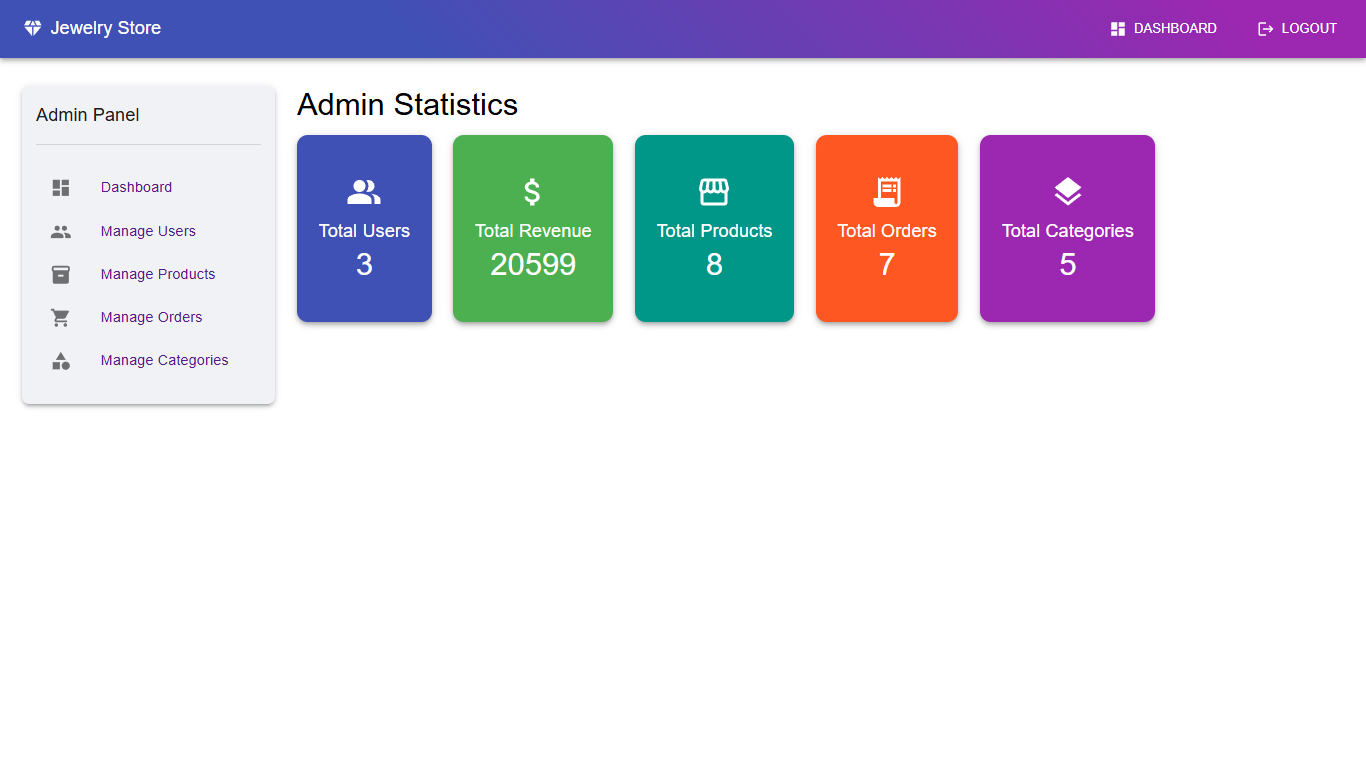 Jewelry Store
DASHBOARD
LOGOUT
Admin Panel
Dashboard
Manage Users
Manage Products
Manage Orders
Manage Categories
Admin Statistics
Total Users
3
Total Revenue
20599
Total Products
8
Total Orders
7
Total Categories
5